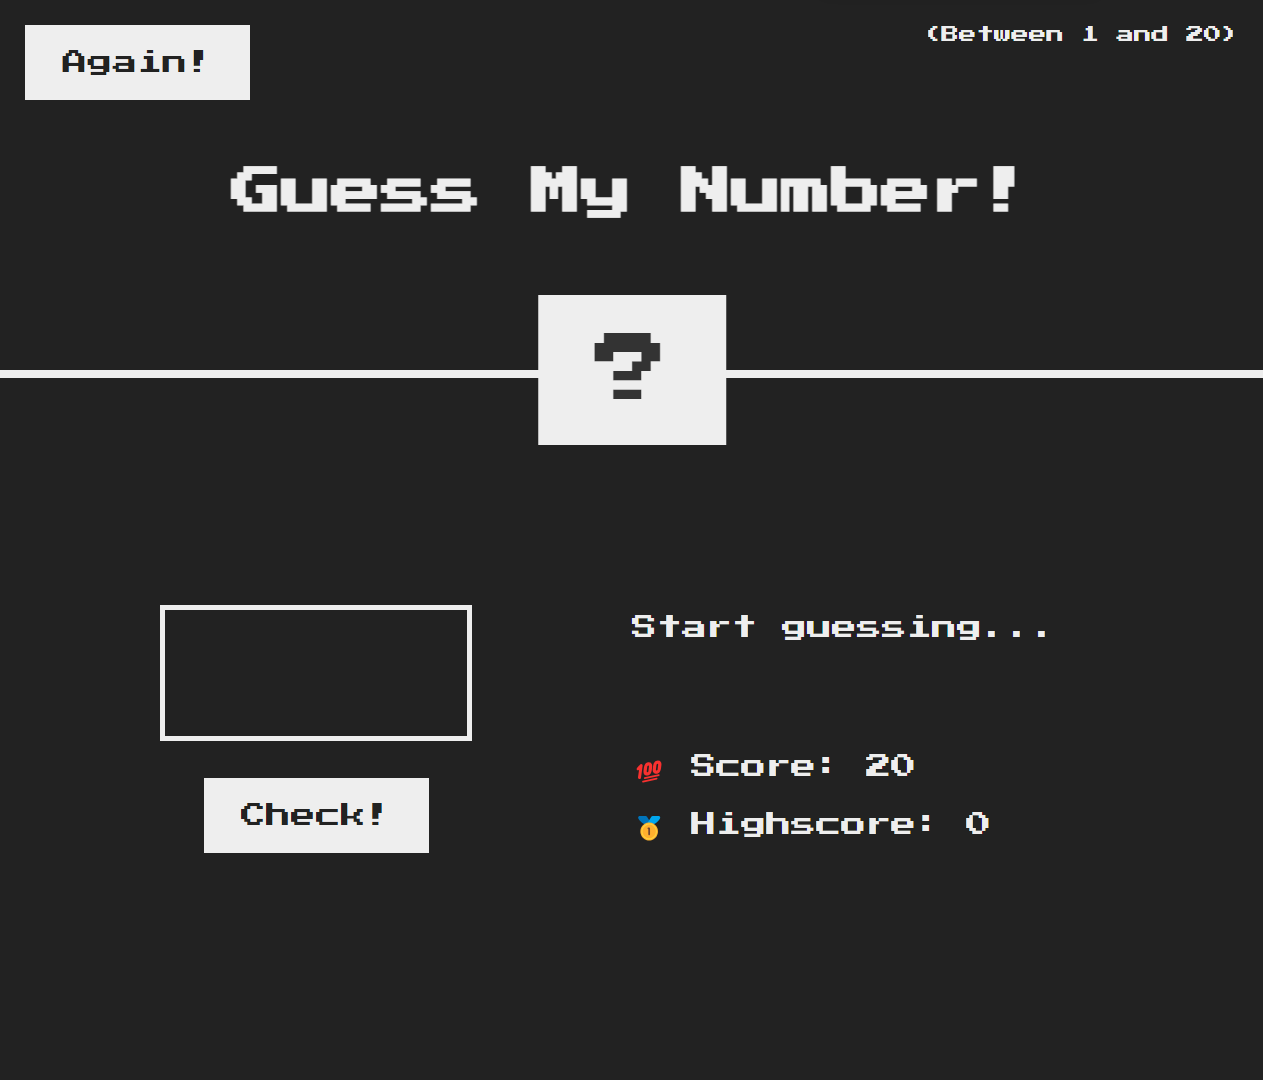 Again!
(Between 1 and 20)
Guess My Number!
?
Start guessing...
💯 Score: 20
Check!
🥇 Highscore: 0